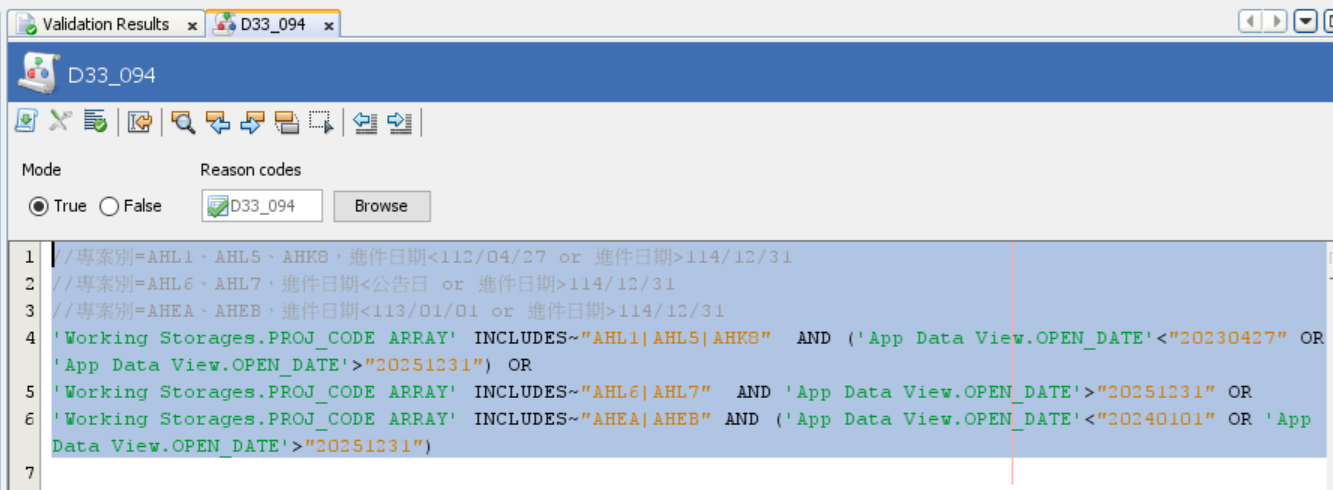 Validation Results
D33_094
D33_094
Mode
Reason codes
True
False
D33_094
Browse
1 //專案別=AHL1、AHL5、AHK8，進件日期<112/04/27 or 進件日期>114/12/31
2 //專案別=AHL6、AHL7，進件日期<公告日 or 進件日期>114/12/31
3 //專案別=AHEA、AHEB，進件日期<113/01/01 or 進件日期>114/12/31
4 'Working Storages.PROJ_CODE ARRAY' INCLUDES~"AHL1|AHL5|AHK8" AND ('App Data View.OPEN_DATE'<"20230427" OR
'App Data View.OPEN_DATE'>"20251231") OR
5 'Working Storages.PROJ_CODE ARRAY' INCLUDES~"AHL6|AHL7" AND 'App Data View.OPEN_DATE'>"20251231" OR
6 'Working Storages.PROJ_CODE ARRAY' INCLUDES~"AHEA|AHEB" AND ('App Data View.OPEN_DATE'<"20240101" OR 'App
Data View.OPEN_DATE'>"20251231")
7